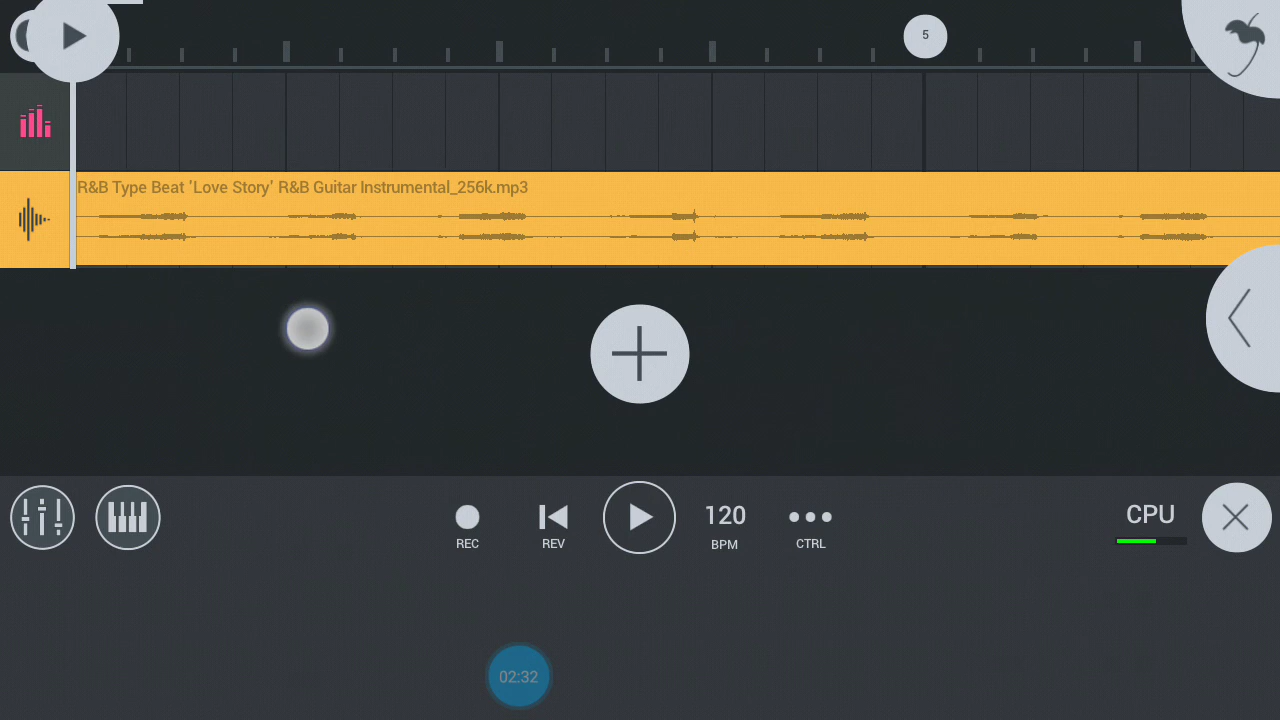 5
R&B Type Beat 'Love Story' R&B Guitar Instrumental_256k.mp3
REC
REV
120
BPM
CTRL
CPU
02:32